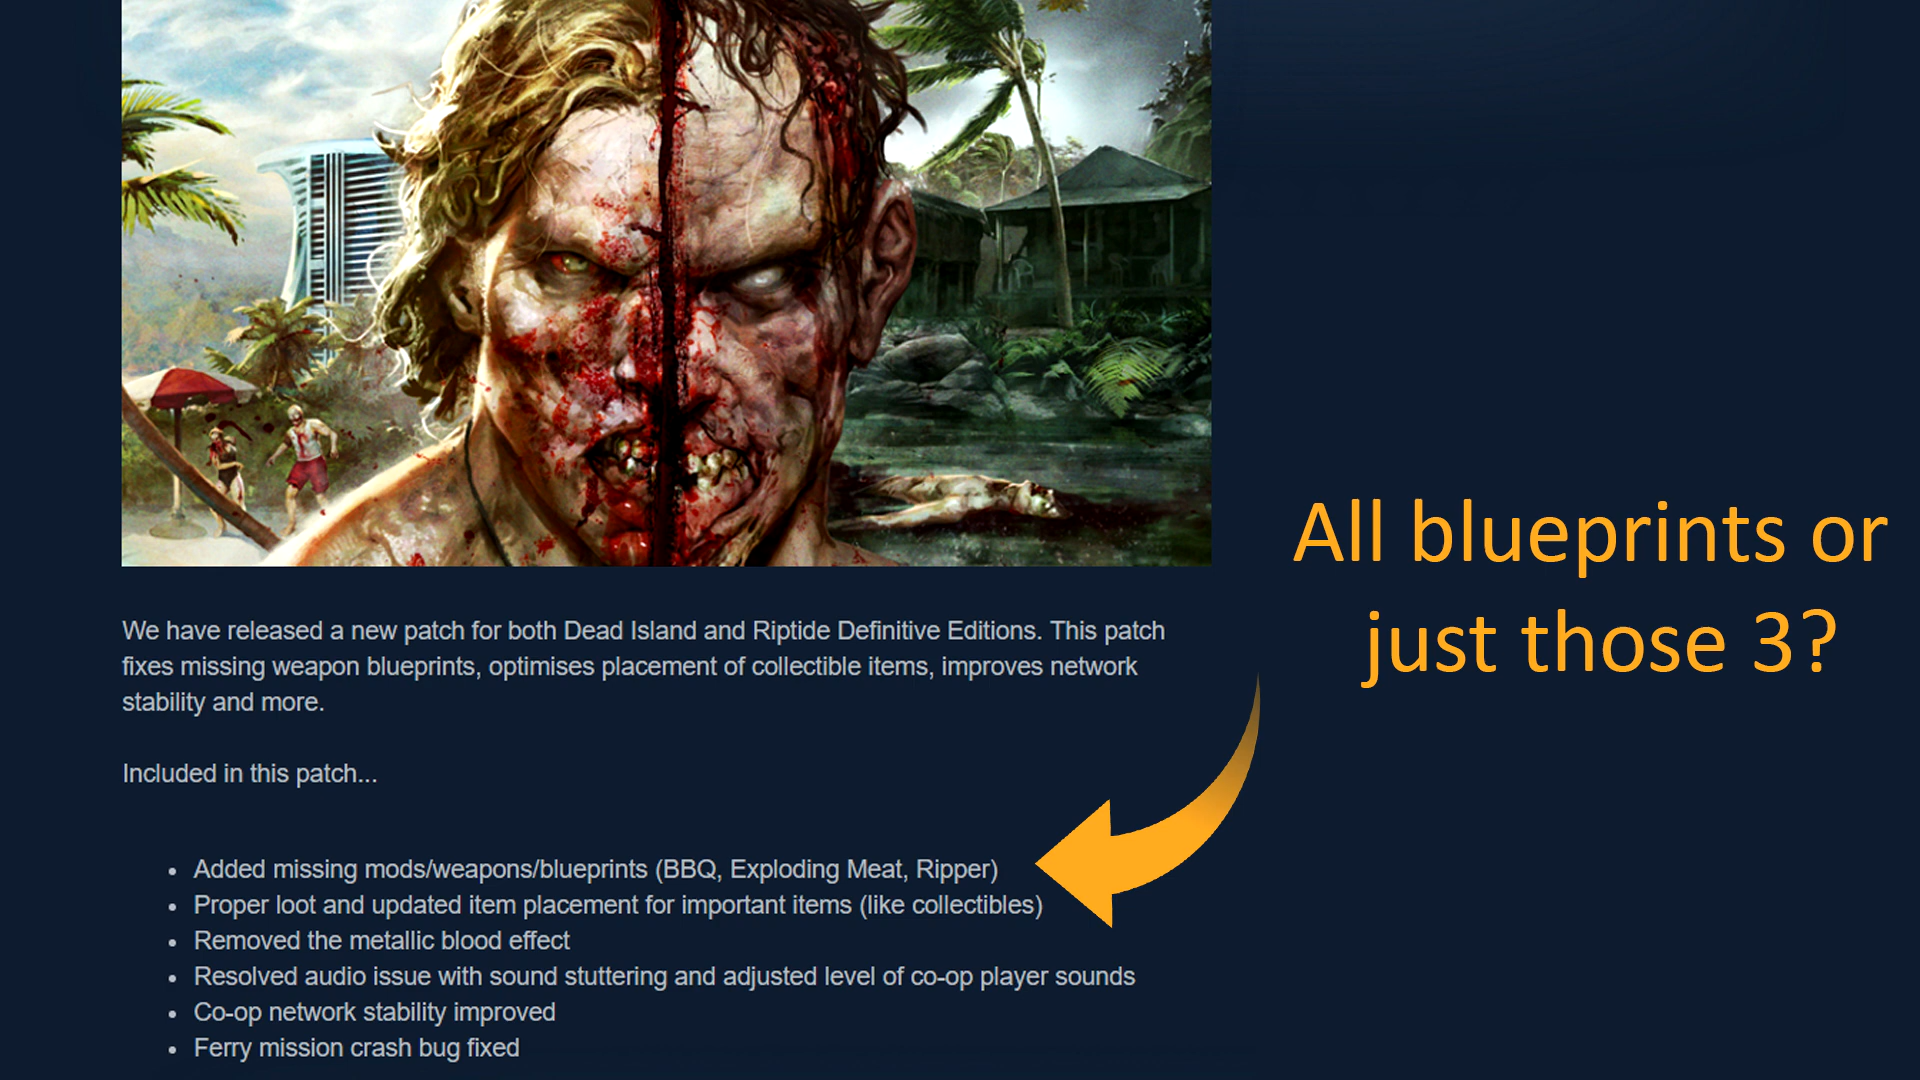 We have released a new patch for both Dead Island and Riptide Definitive Editions. This patch
fixes missing weapon blueprints, optimises placement of collectible items, improves network
stability and more.
Included in this patch...
• Added missing mods/weapons/blueprints (BBQ, Exploding Meat, Ripper)
• Proper loot and updated item placement for important items (like collectibles)
• Removed the metallic blood effect
• Resolved audio issue with sound stuttering and adjusted level of co-op player sounds
• Co-op network stability improved
• Ferry mission crash bug fixed
All blueprints or
just those 3?